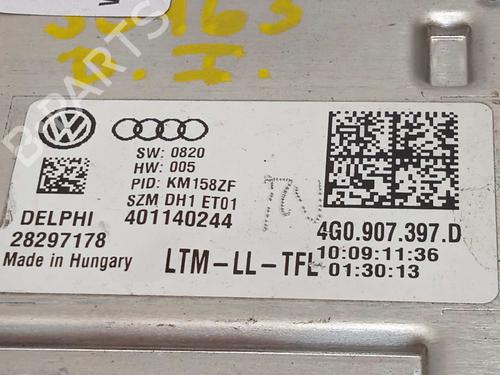 SW: 0820
HW: 005
PID: KM158ZF
SZM DH1 ET01
DELPHI 401140244
28297178
Made in Hungary
LTM-LL-TFL
4G0.907.397.D
10:09:11:36
01:30:13
B-PARTS